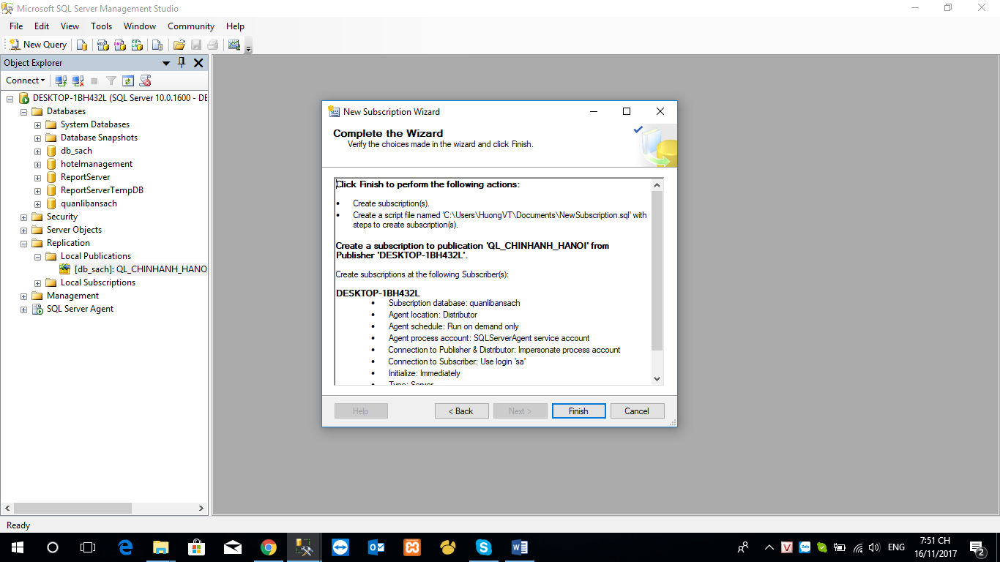 Microsoft SQL Server Management Studio
File Edit View Tools Window Community Help
New Query
Object Explorer
Connect
DESKTOP-1BH432L (SQL Server 10.0.1600 - DE
Databases
System Databases
Database Snapshots
db_sach
hotelmanagement
ReportServer
ReportServerTempDB
quanlibansach
Security
Server Objects
Replication
Local Publications
[db_sach]: QL_CHINHANH_HANO
Local Subscriptions
Management
SQL Server Agent
New Subscription Wizard
Complete the Wizard
Verify the choices made in the wizard and click Finish.
Click Finish to perform the following actions:
• Create subscription(s).
• Create a script file named 'C:\Users\HuongVT\Documents\NewSubscription.sql' with
steps to create subscription(s).
Create a subscription to publication 'QL_CHINHANH_HANOI' from
Publisher 'DESKTOP-1BH432L'.
Create subscriptions at the following Subscriber(s):
DESKTOP-1BH432L
• Subscription database: quanlibansach
• Agent location: Distributor
• Agent schedule: Run on demand only
• Agent process account: SQLServerAgent service account
• Connection to Publisher & Distributor: Impersonate process account
• Connection to Subscriber: Use login 'sa'
• Initialize: Immediately
• Type: Server
Help < Back Next > Finish Cancel
Ready
ENG
7:51 CH
16/11/2017
2